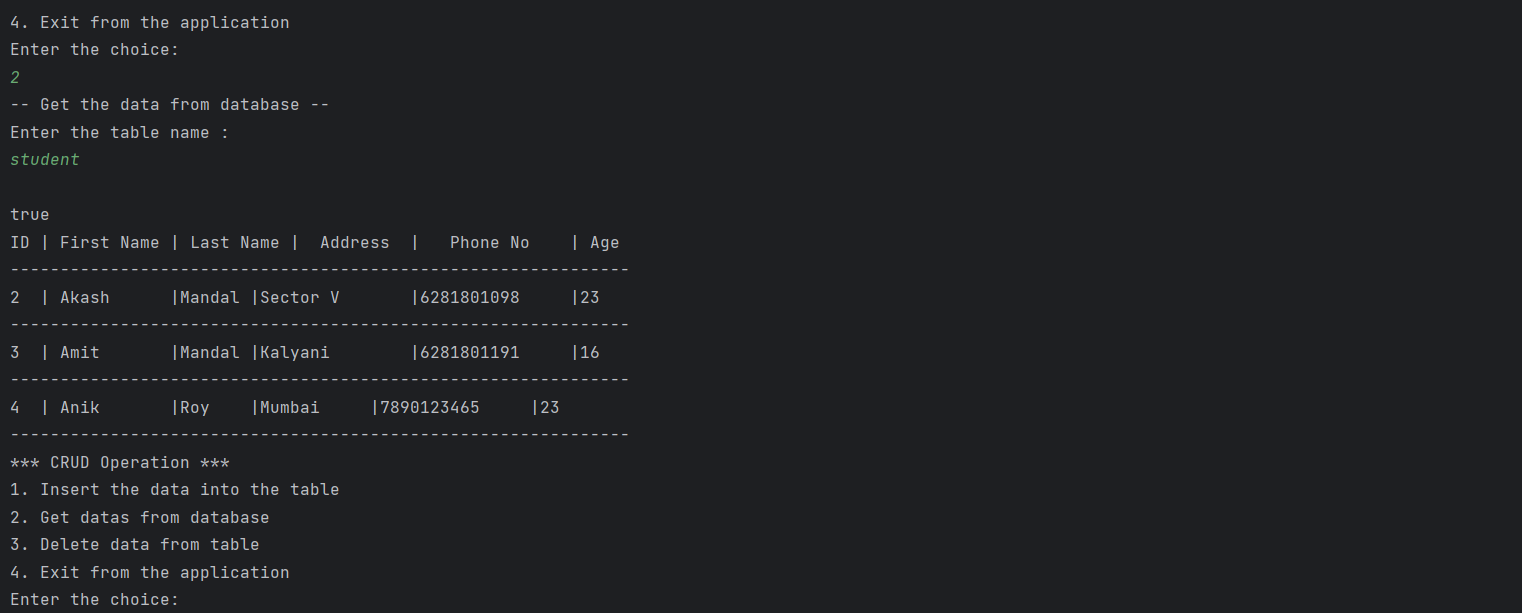 4. Exit from the application
Enter the choice:
2
-- Get the data from database --
Enter the table name :
student

true
ID | First Name | Last Name |  Address  |   Phone No    | Age
--------------------------------------------------------------
2  | Akash      |Mandal |Sector V       |6281801098     |23
--------------------------------------------------------------
3  | Amit       |Mandal |Kalyani        |6281801191     |16
--------------------------------------------------------------
4  | Anik       |Roy    |Mumbai     |7890123465     |23
--------------------------------------------------------------
*** CRUD Operation ***
1. Insert the data into the table
2. Get datas from database
3. Delete data from table
4. Exit from the application
Enter the choice: